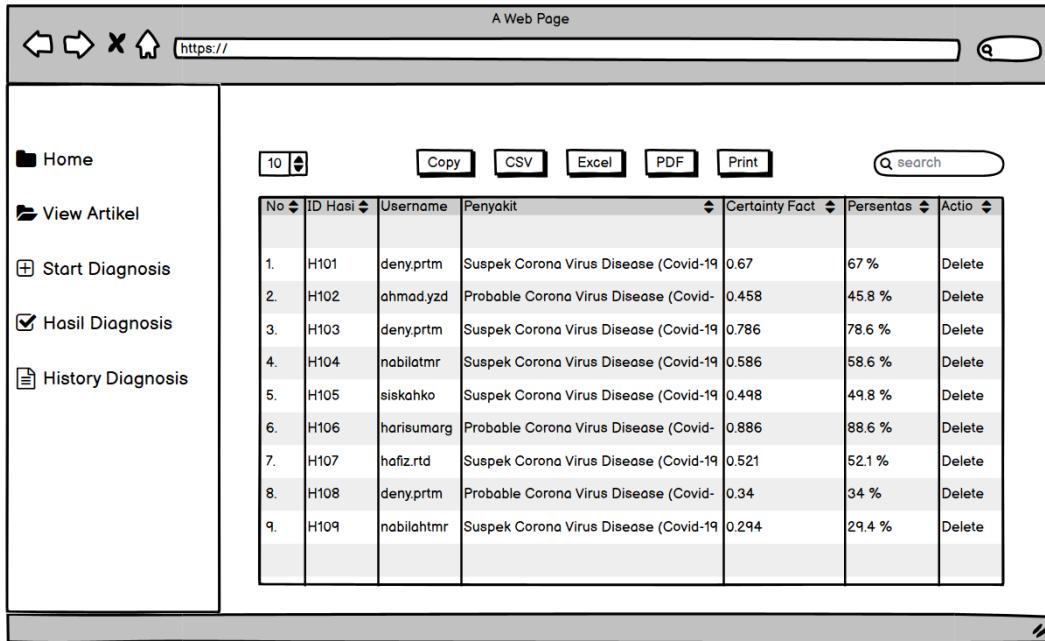 A Web Page
https://
Home
View Artikel
Start Diagnosis
Hasil Diagnosis
History Diagnosis
10 Copy CSV Excel PDF Print search
No ID Hasi Username Penyakit Certainty Fact Persentas Actio
1. H101 deny.prtm Suspek Corona Virus Disease (Covid-19 0.67 67 % Delete
2. H102 ahmad.yzd Probable Corona Virus Disease (Covid- 0.458 45.8 % Delete
3. H103 deny.prtm Suspek Corona Virus Disease (Covid-19 0.786 78.6 % Delete
4. H104 nabilatmr Suspek Corona Virus Disease (Covid-19 0.586 58.6 % Delete
5. H105 siskahko Suspek Corona Virus Disease (Covid-19 0.498 49.8 % Delete
6. H106 harisumarg Probable Corona Virus Disease (Covid- 0.886 88.6 % Delete
7. H107 hafiz.rtd Suspek Corona Virus Disease (Covid-19 0.521 52.1 % Delete
8. H108 deny.prtm Probable Corona Virus Disease (Covid- 0.34 34 % Delete
9. H109 nabilahtmr Suspek Corona Virus Disease (Covid-19 0.294 29.4 % Delete